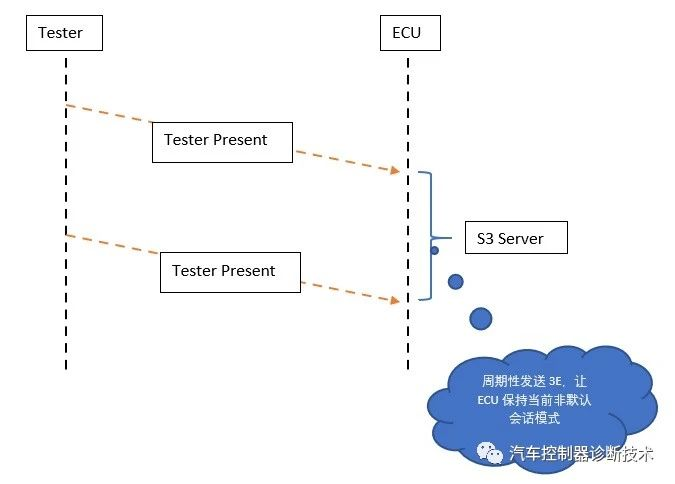 Tester
ECU
Tester Present
S3 Server
Tester Present
周期性发送 3E，让
ECU 保持当前非默认
会话模式
汽车控制器诊断技术